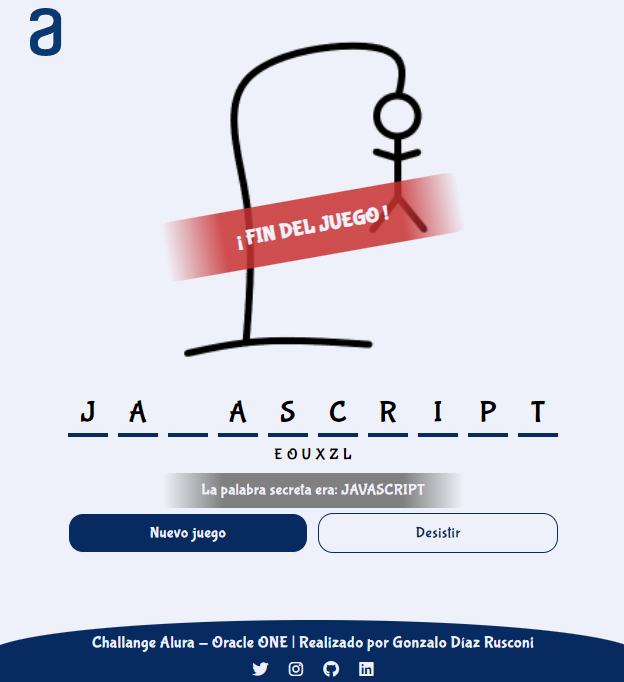 a
¡ FIN DEL JUEGO !
J A _ A S C R I P T
E O U X Z L
La palabra secreta era: JAVASCRIPT
Nuevo juego Desistir
Challange Alura - Oracle ONE | Realizado por Gonzalo Díaz Rusconi